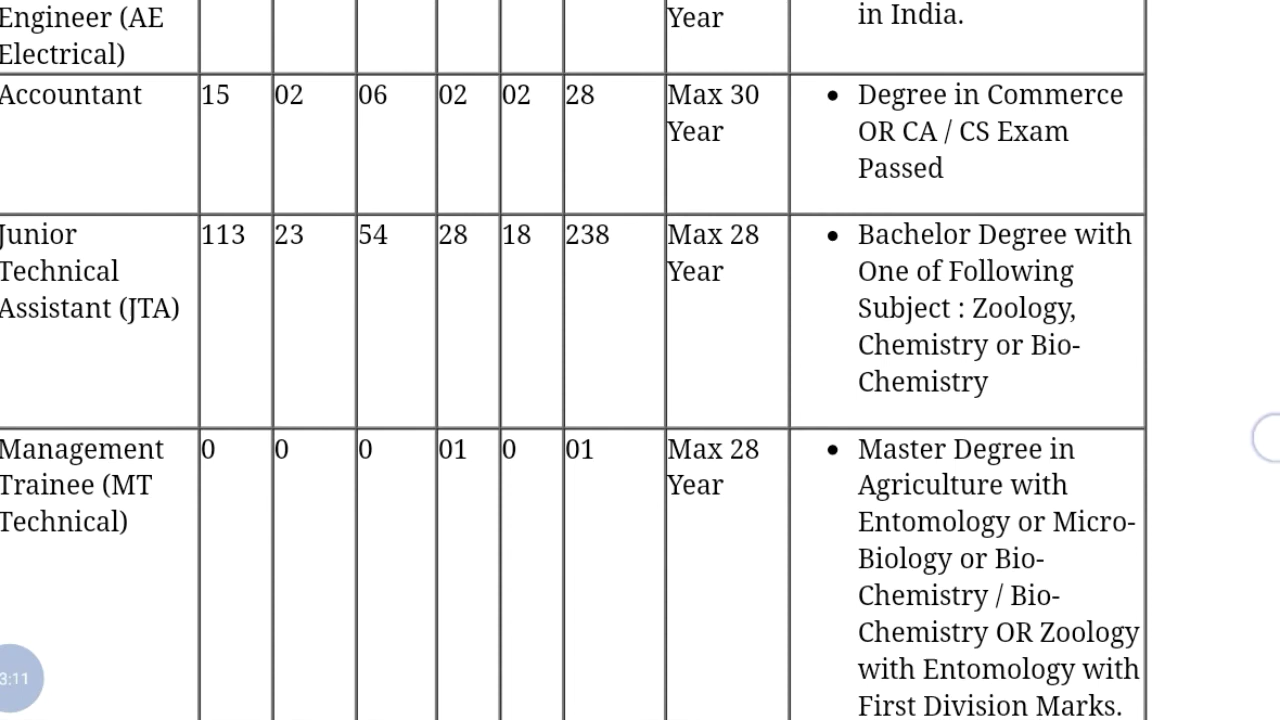 Engineer (AE
Electrical)
Year
in India.
Accountant
15
02
06
02
02
28
Max 30
Year
• Degree in Commerce
OR CA / CS Exam
Passed
Junior
Technical
Assistant (JTA)
113
23
54
28
18
238
Max 28
Year
• Bachelor Degree with
One of Following
Subject : Zoology,
Chemistry or Bio-
Chemistry
Management
Trainee (MT
Technical)
0
0
0
01
0
01
Max 28
Year
• Master Degree in
Agriculture with
Entomology or Micro-
Biology or Bio-
Chemistry / Bio-
Chemistry OR Zoology
with Entomology with
First Division Marks.
3:11